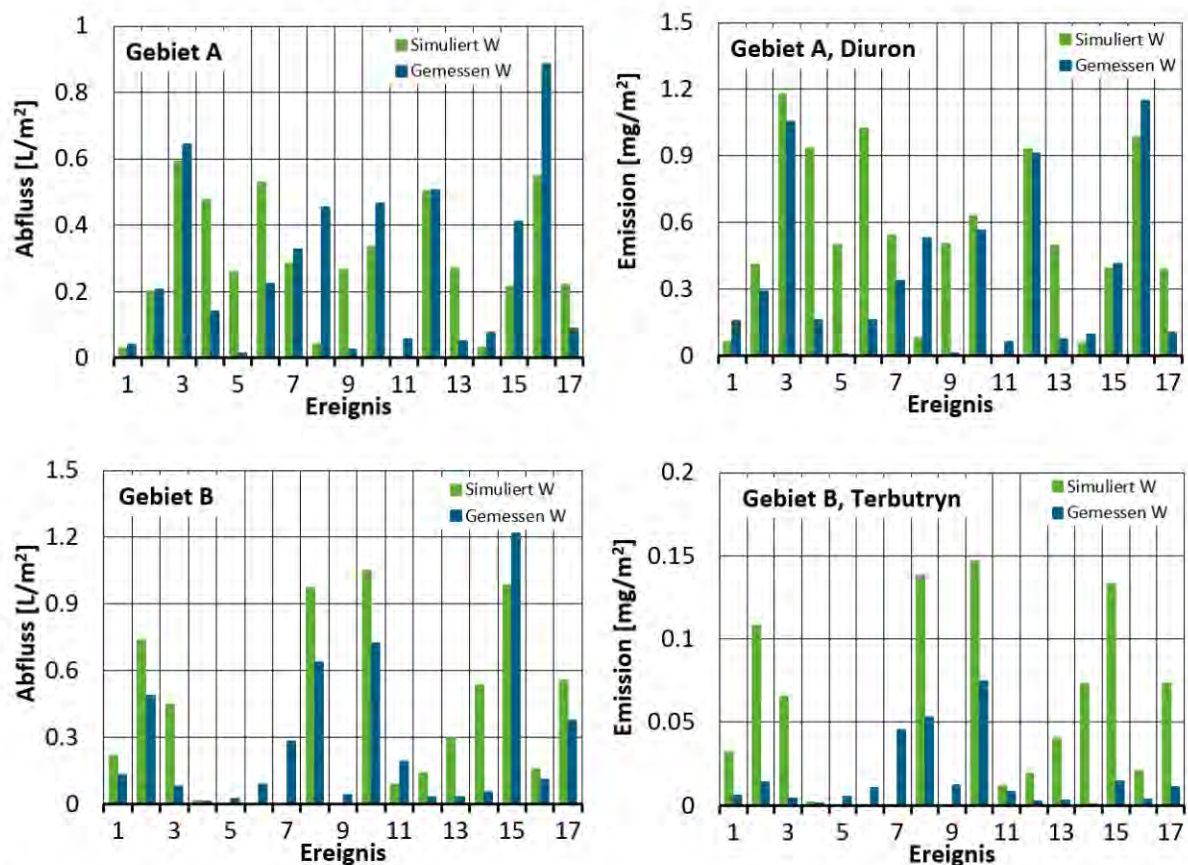 Gebiet A
Simuliert W
Gemessen W
Abfluss [L/m²]
1
0.8
0.6
0.4
0.2
0
1 3 5 7 9 11 13 15 17
Ereignis
Gebiet A, Diuron
Simuliert W
Gemessen W
Emission [mg/m²]
1.5
1.2
0.9
0.6
0.3
0
1 3 5 7 9 11 13 15 17
Ereignis
Gebiet B
Simuliert W
Gemessen W
Abfluss [L/m²]
1.5
1.2
0.9
0.6
0.3
0
1 3 5 7 9 11 13 15 17
Ereignis
Gebiet B, Terbutryn
Simuliert W
Gemessen W
Emission [mg/m²]
0.2
0.15
0.1
0.05
0
1 3 5 7 9 11 13 15 17
Ereignis